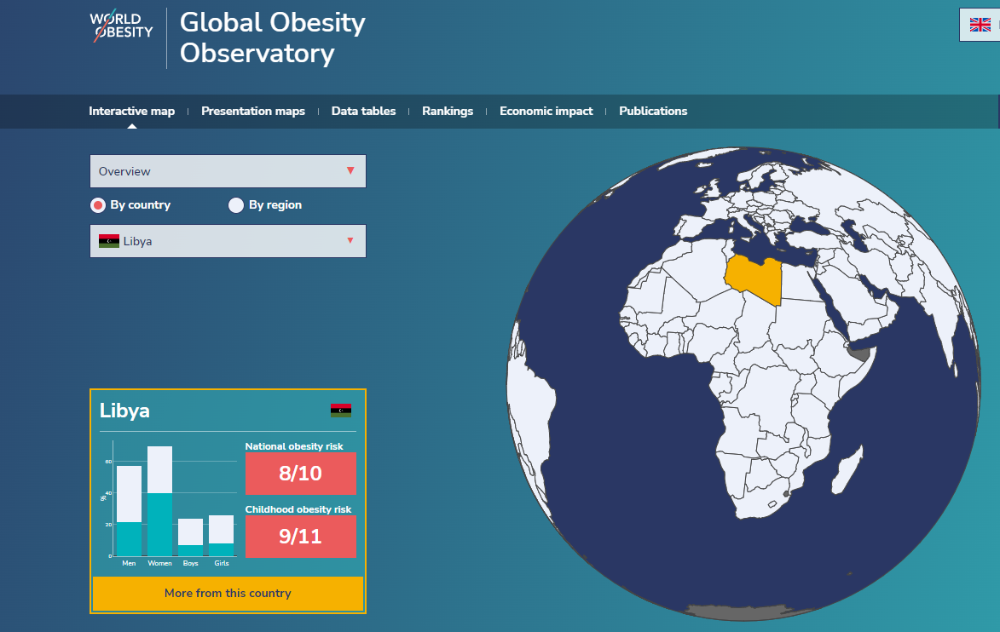 WORLD
OBESITY
Global Obesity
Observatory
Interactive map
Presentation maps
Data tables
Rankings
Economic impact
Publications
Overview
By country
By region
Libya
Libya
National obesity risk
8/10
Childhood obesity risk
9/11
%
60
40
20
0
Men
Women
Boys
Girls
More from this country